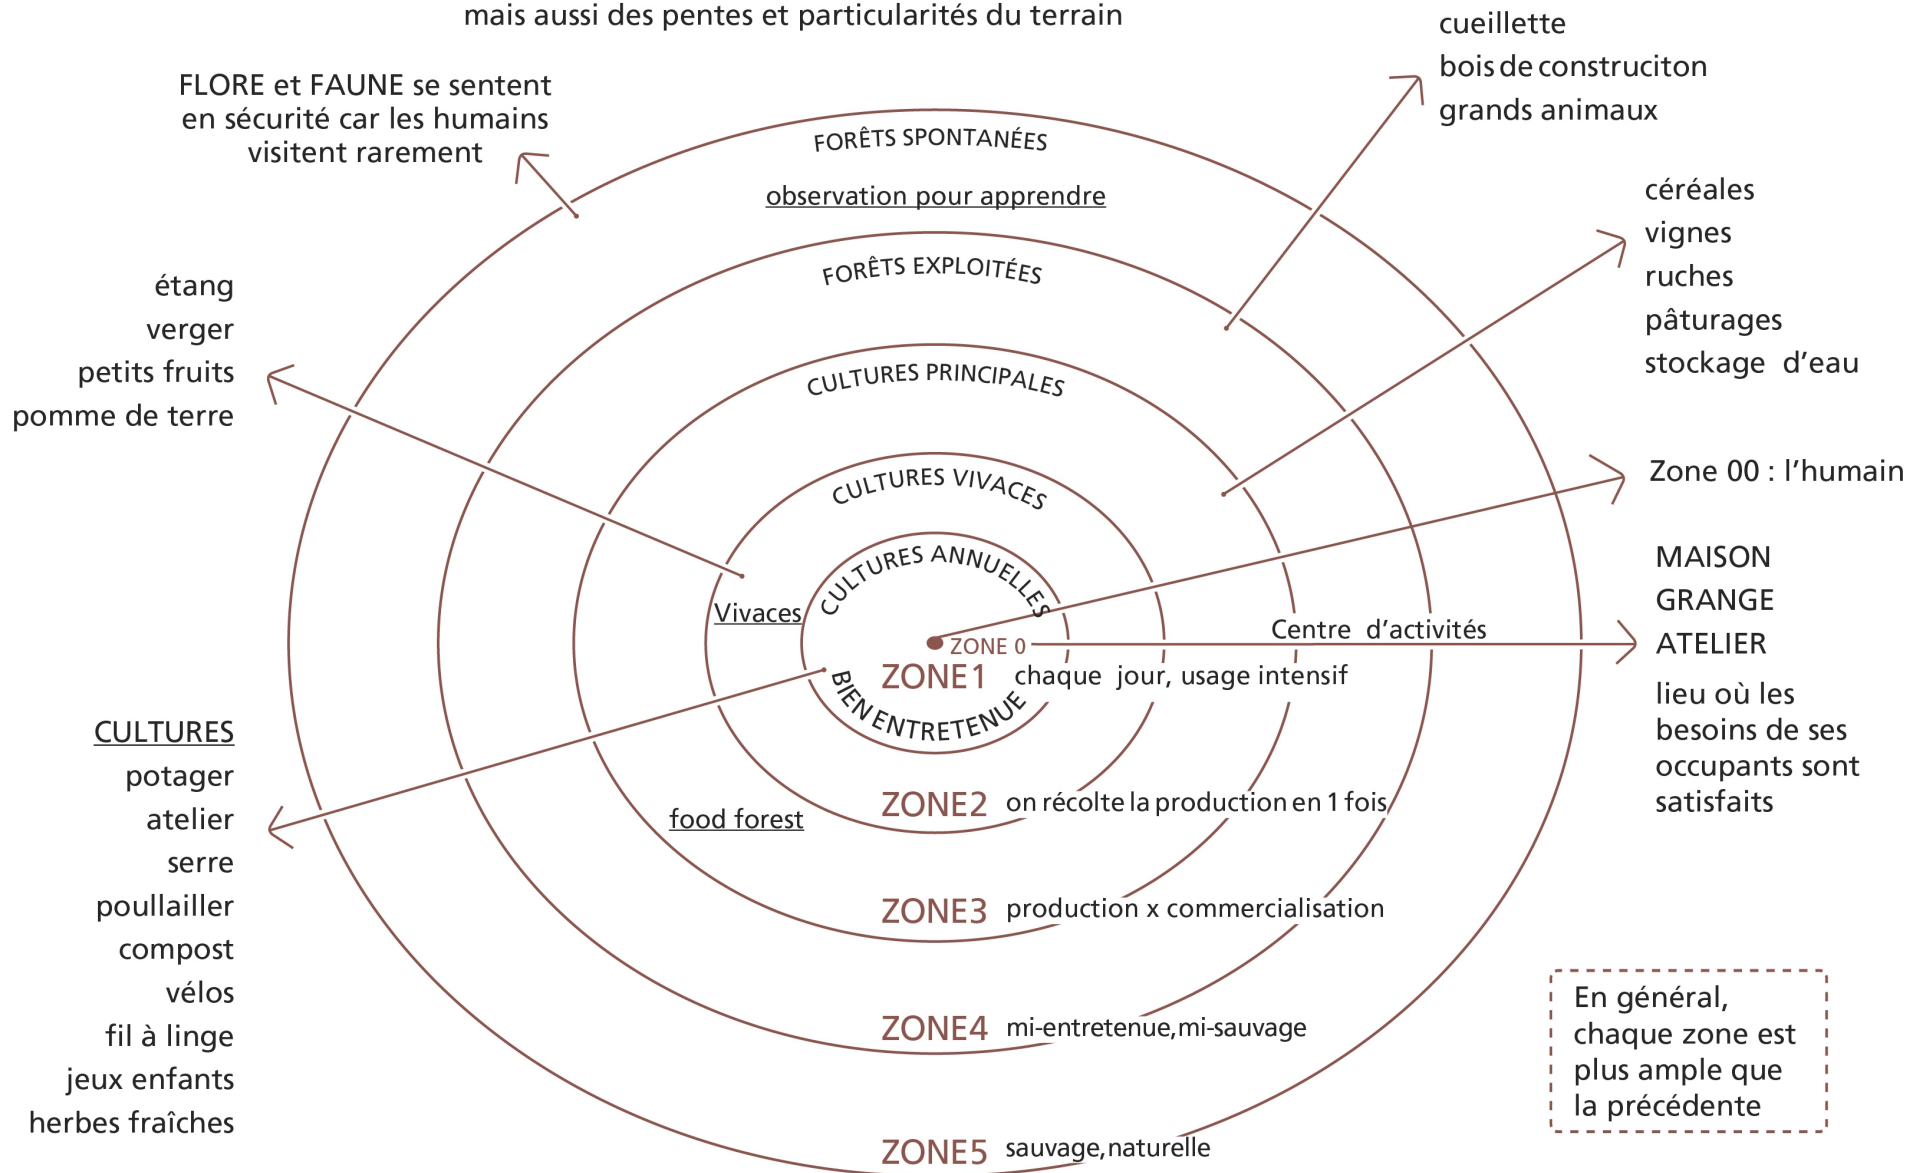 mais aussi des pentes et particularités du terrain
cueillette
bois de construciton
grands animaux
FLORE et FAUNE se sentent
en sécurité car les humains
visitent rarement
FORÊTS SPONTANÉES
observation pour apprendre
céréales
vignes
ruches
pâturages
stockage d'eau
FORÊTS EXPLOITÉES
étang
verger
petits fruits
pomme de terre
CULTURES PRINCIPALES
CULTURES VIVACES
Zone 00 : l'humain
CULTURES ANNUELLES
Vivaces
MAISON
GRANGE
ATELIER
lieu où les
besoins de ses
occupants sont
satisfaits
Centre d'activités
ZONE 0
ZONE1 chaque jour, usage intensif
BIEN ENTRETENUE
CULTURES
potager
atelier
serre
poullailler
compost
vélos
fil à linge
jeux enfants
herbes fraîches
ZONE2 on récolte la production en 1 fois
food forest
ZONE3 production x commercialisation
ZONE4 mi-entretenue, mi-sauvage
ZONE5 sauvage, naturelle
En général,
chaque zone est
plus ample que
la précédente